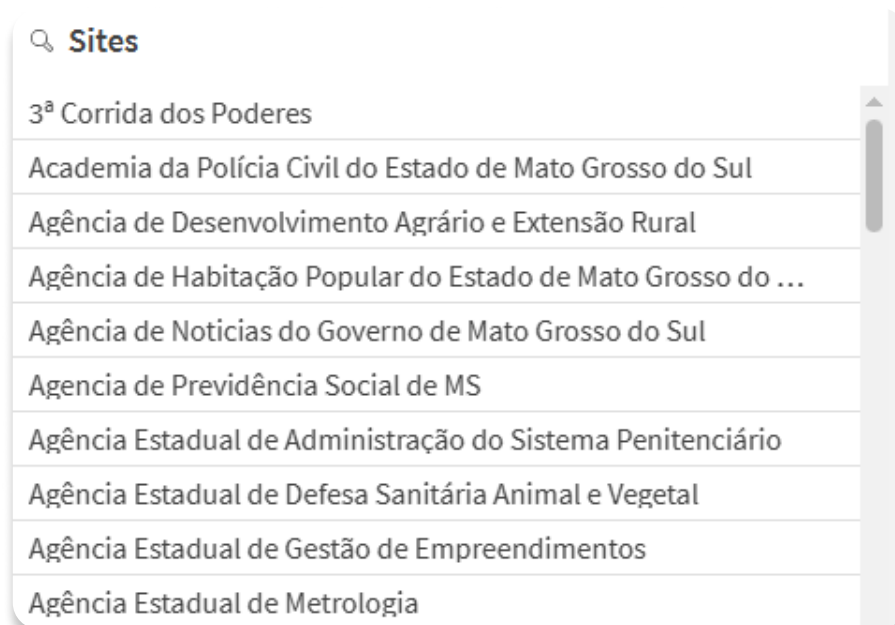 Sites
3ª Corrida dos Poderes
Academia da Polícia Civil do Estado de Mato Grosso do Sul
Agência de Desenvolvimento Agrário e Extensão Rural
Agência de Habitação Popular do Estado de Mato Grosso do ...
Agência de Noticias do Governo de Mato Grosso do Sul
Agencia de Previdência Social de MS
Agência Estadual de Administração do Sistema Penitenciário
Agência Estadual de Defesa Sanitária Animal e Vegetal
Agência Estadual de Gestão de Empreendimentos
Agência Estadual de Metrologia